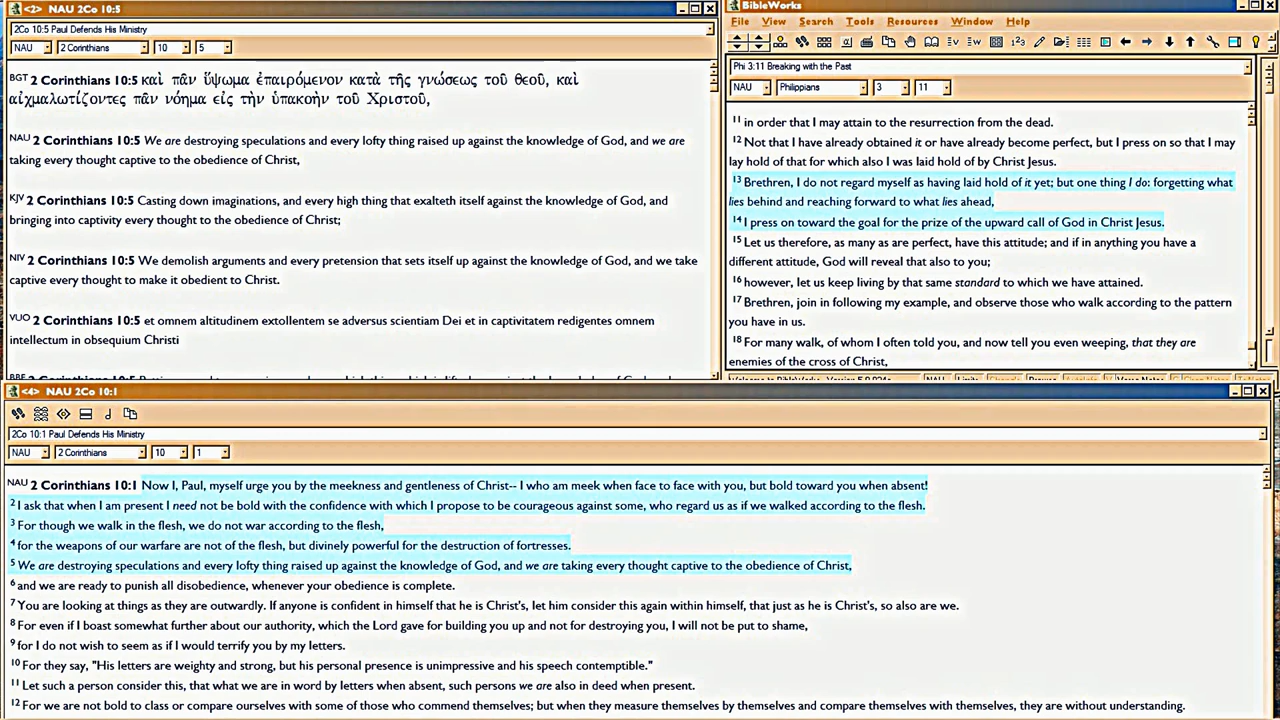 <2> NAU 2Co 10:5
2Co 10:5 Paul Defends His Ministry
NAU 2 Corinthians 10 5
BGT 2 Corinthians 10:5 καὶ πᾶν ὕψωμα ἐπαιρόμενον κατὰ τῆς γνώσεως τοῦ θεοῦ, καὶ
αἰχμαλωτίζοντες πᾶν νόημα εἰς τὴν ὑπακοὴν τοῦ Χριστοῦ,
NAU 2 Corinthians 10:5 We are destroying speculations and every lofty thing raised up against the knowledge of God, and we are
taking every thought captive to the obedience of Christ,
KJV 2 Corinthians 10:5 Casting down imaginations, and every high thing that exalteth itself against the knowledge of God, and
bringing into captivity every thought to the obedience of Christ;
NIV 2 Corinthians 10:5 We demolish arguments and every pretension that sets itself up against the knowledge of God, and we take
captive every thought to make it obedient to Christ.
VUO 2 Corinthians 10:5 et omnem altitudinem extollentem se adversus scientiam Dei et in captivitatem redigentes omnem
intellectum in obsequium Christi
2 Corinthians 10:5
BibleWorks
File View Search Tools Resources Window Help
Phi 3:11 Breaking with the Past
NAU Philippians 3 11
11 in order that I may attain to the resurrection from the dead.
12 Not that I have already obtained it or have already become perfect, but I press on so that I may
lay hold of that for which also I was laid hold of by Christ Jesus.
13 Brethren, I do not regard myself as having laid hold of it yet; but one thing I do: forgetting what
lies behind and reaching forward to what lies ahead,
14 I press on toward the goal for the prize of the upward call of God in Christ Jesus.
15 Let us therefore, as many as are perfect, have this attitude; and if in anything you have a
different attitude, God will reveal that also to you;
16 however, let us keep living by that same standard to which we have attained.
17 Brethren, join in following my example, and observe those who walk according to the pattern
you have in us.
18 For many walk, of whom I often told you, and now tell you even weeping, that they are
enemies of the cross of Christ,
<4> NAU 2Co 10:1
2Co 10:1 Paul Defends His Ministry
NAU 2 Corinthians 10 1
NAU 2 Corinthians 10:1 Now I, Paul, myself urge you by the meekness and gentleness of Christ-- I who am meek when face to face with you, but bold toward you when absent!
2 I ask that when I am present I need not be bold with the confidence with which I propose to be courageous against some, who regard us as if we walked according to the flesh.
3 For though we walk in the flesh, we do not war according to the flesh,
4 for the weapons of our warfare are not of the flesh, but divinely powerful for the destruction of fortresses.
5 We are destroying speculations and every lofty thing raised up against the knowledge of God, and we are taking every thought captive to the obedience of Christ,
6 and we are ready to punish all disobedience, whenever your obedience is complete.
7 You are looking at things as they are outwardly. If anyone is confident in himself that he is Christ's, let him consider this again within himself, that just as he is Christ's, so also are we.
8 For even if I boast somewhat further about our authority, which the Lord gave for building you up and not for destroying you, I will not be put to shame,
9 for I do not wish to seem as if I would terrify you by my letters.
10 For they say, "His letters are weighty and strong, but his personal presence is unimpressive and his speech contemptible."
11 Let such a person consider this, that what we are in word by letters when absent, such persons we are also in deed when present.
12 For we are not bold to class or compare ourselves with some of those who commend themselves; but when they measure themselves by themselves and compare themselves with themselves, they are without understanding.